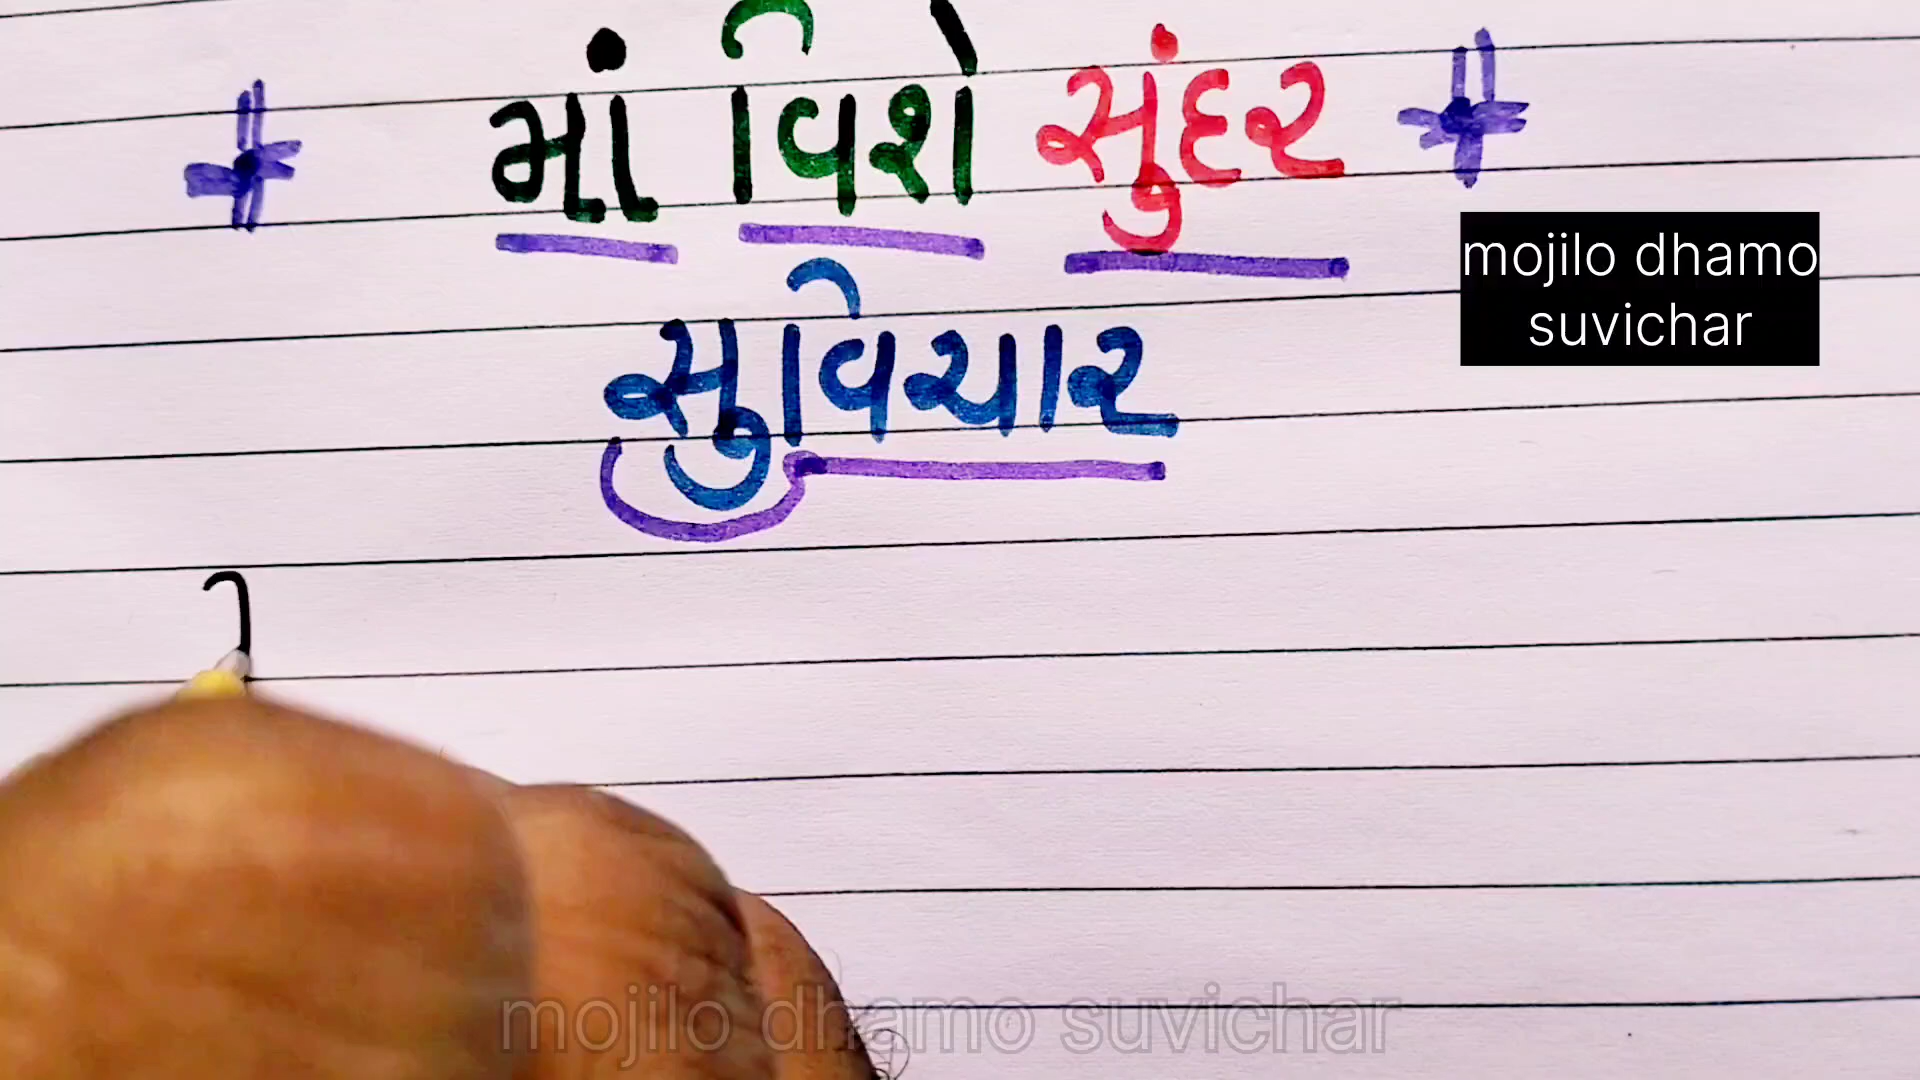 માં વિશે સુંદર
સુવિચાર
mojilo dhamo
suvichar
mojilo dhamo suvichar